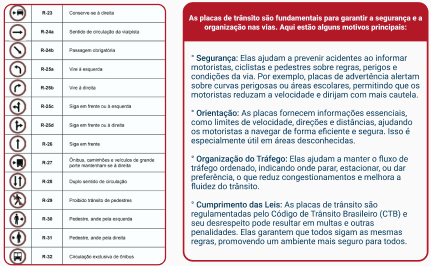 R-23 Conserve-se à direita
R-24a Sentido de circulação da via/pista
R-24b Passagem obrigatória
R-25a Vire à esquerda
R-25b Vire à direita
R-25c Siga em frente ou à esquerda
R-25d Siga em frente ou à direita
R-26 Siga em frente
R-27 Ônibus, caminhões e veículos de grande
porte mantenham-se à direita
R-28 Duplo sentido de circulação
R-29 Proibido trânsito de pedestres
R-30 Pedestre, ande pela esquerda
R-31 Pedestre, ande pela direita
R-32 Circulação exclusiva de ônibus
As placas de trânsito são fundamentais para garantir a segurança e a
organização nas vias. Aqui estão alguns motivos principais:
° Segurança: Elas ajudam a prevenir acidentes ao informar
motoristas, ciclistas e pedestres sobre regras, perigos e
condições da via. Por exemplo, placas de advertência alertam
sobre curvas perigosas ou áreas escolares, permitindo que os
motoristas reduzam a velocidade e dirijam com mais cautela.
° Orientação: As placas fornecem informações essenciais,
como limites de velocidade, direções e distâncias, ajudando
os motoristas a navegar de forma eficiente e segura. Isso é
especialmente útil em áreas desconhecidas.
° Organização do Tráfego: Elas ajudam a manter o fluxo de
tráfego ordenado, indicando onde parar, estacionar, ou dar
preferência, o que reduz congestionamentos e melhora a
fluidez do trânsito.
° Cumprimento das Leis: As placas de trânsito são
regulamentadas pelo Código de Trânsito Brasileiro (CTB) e
seu desrespeito pode resultar em multas e outras
penalidades. Elas garantem que todos sigam as mesmas
regras, promovendo um ambiente mais seguro para todos.